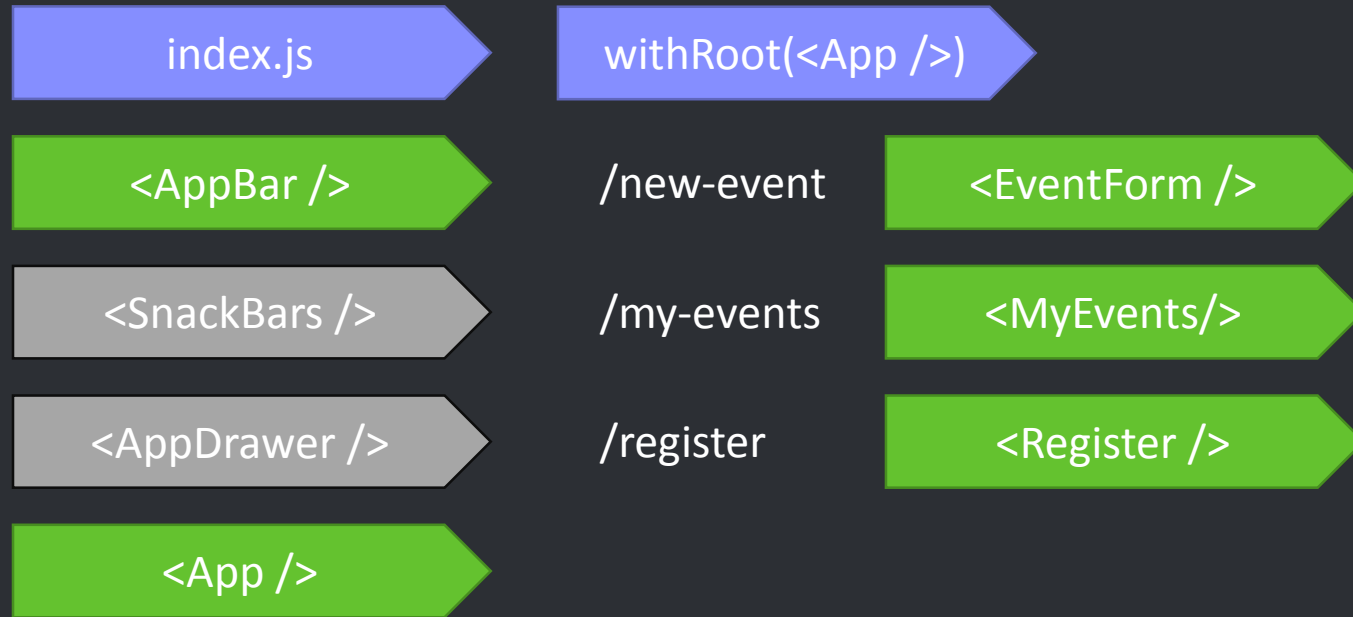 index.js
withRoot(<App />)
<AppBar />
/new-event
<EventForm />
<SnackBars />
/my-events
<MyEvents/>
<AppDrawer />
/register
<Register />
<App />